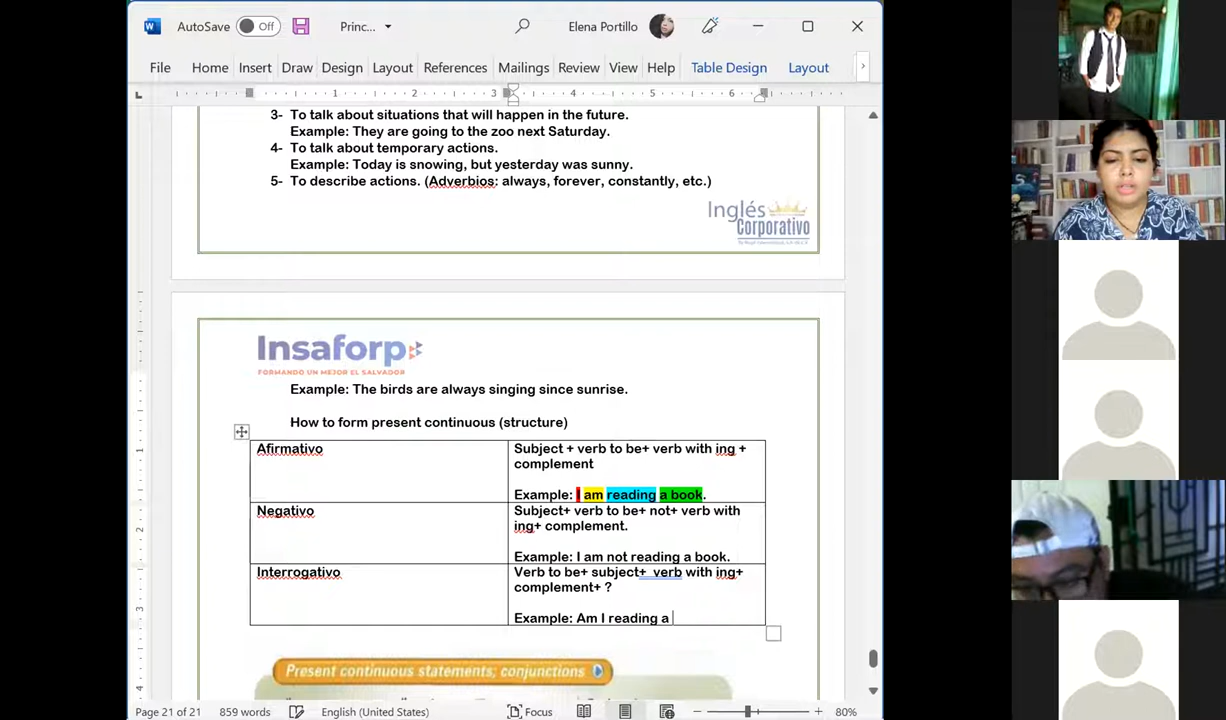 AutoSave Off Princ... Elena Portillo
File Home Insert Draw Design Layout References Mailings Review View Help Table Design Layout
1 2 3 4 5 6
3- To talk about situations that will happen in the future.
Example: They are going to the zoo next Saturday.
4- To talk about temporary actions.
Example: Today is snowing, but yesterday was sunny.
5- To describe actions. (Adverbios: always, forever, constantly, etc.)
Inglés
Corporativo
Insaforp
FORMANDO UN MEJOR EL SALVADOR
Example: The birds are always singing since sunrise.
How to form present continuous (structure)
Afirmativo
Subject + verb to be+ verb with ing +
complement
Example: I am reading a book.
Negativo
Subject+ verb to be+ not+ verb with
ing+ complement.
Example: I am not reading a book.
Interrogativo
Verb to be+ subject+ verb with ing+
complement+ ?
Example: Am I reading a
Present continuous statements; conjunctions
Page 21 of 21 859 words English (United States) Focus 80%